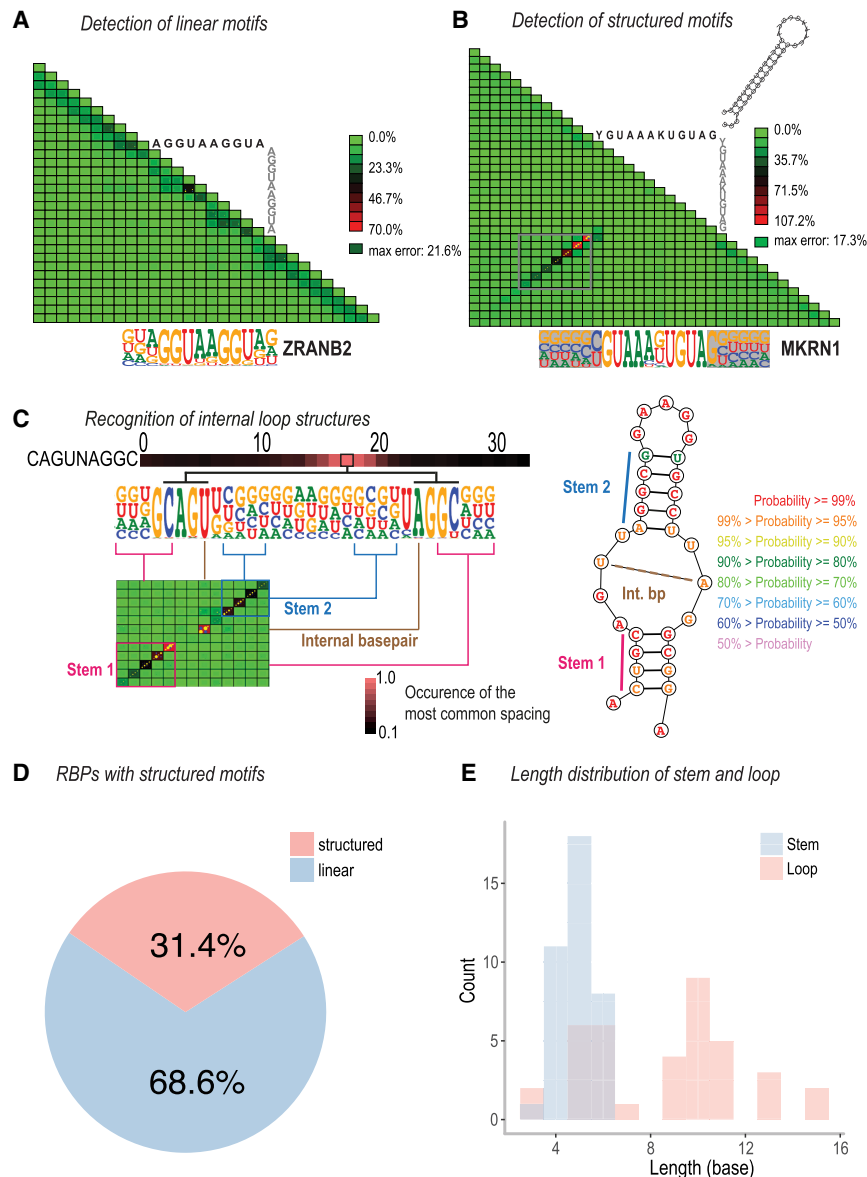 A
Detection of linear motifs
AGGUAAGGUA
AGGUAAGGUA
0.0%
23.3%
46.7%
70.0%
max error: 21.6%
ZRANB2
B
Detection of structured motifs
YGUAAAKUGUAG
YGUAAAKUGUAG
0.0%
35.7%
71.5%
107.2%
max error: 17.3%
MKRN1
C
Recognition of internal loop structures
0 10 20 30
CAGUNAGGC
Stem 2
Internal basepair
Stem 1
1.0
0.1
Occurence of the
most common spacing
Stem 2
Int. bp
Stem 1
A C U G C A G U U A G G C G G A A G G U G C C U U A G G C G G A
Probability >= 99%
99% > Probability >= 95%
95% > Probability >= 90%
90% > Probability >= 80%
80% > Probability >= 70%
70% > Probability >= 60%
60% > Probability >= 50%
50% > Probability
D
RBPs with structured motifs
structured
linear
31.4%
68.6%
E
Length distribution of stem and loop
Stem
Loop
Count
15
10
5
0
4 8 12 16
Length (base)